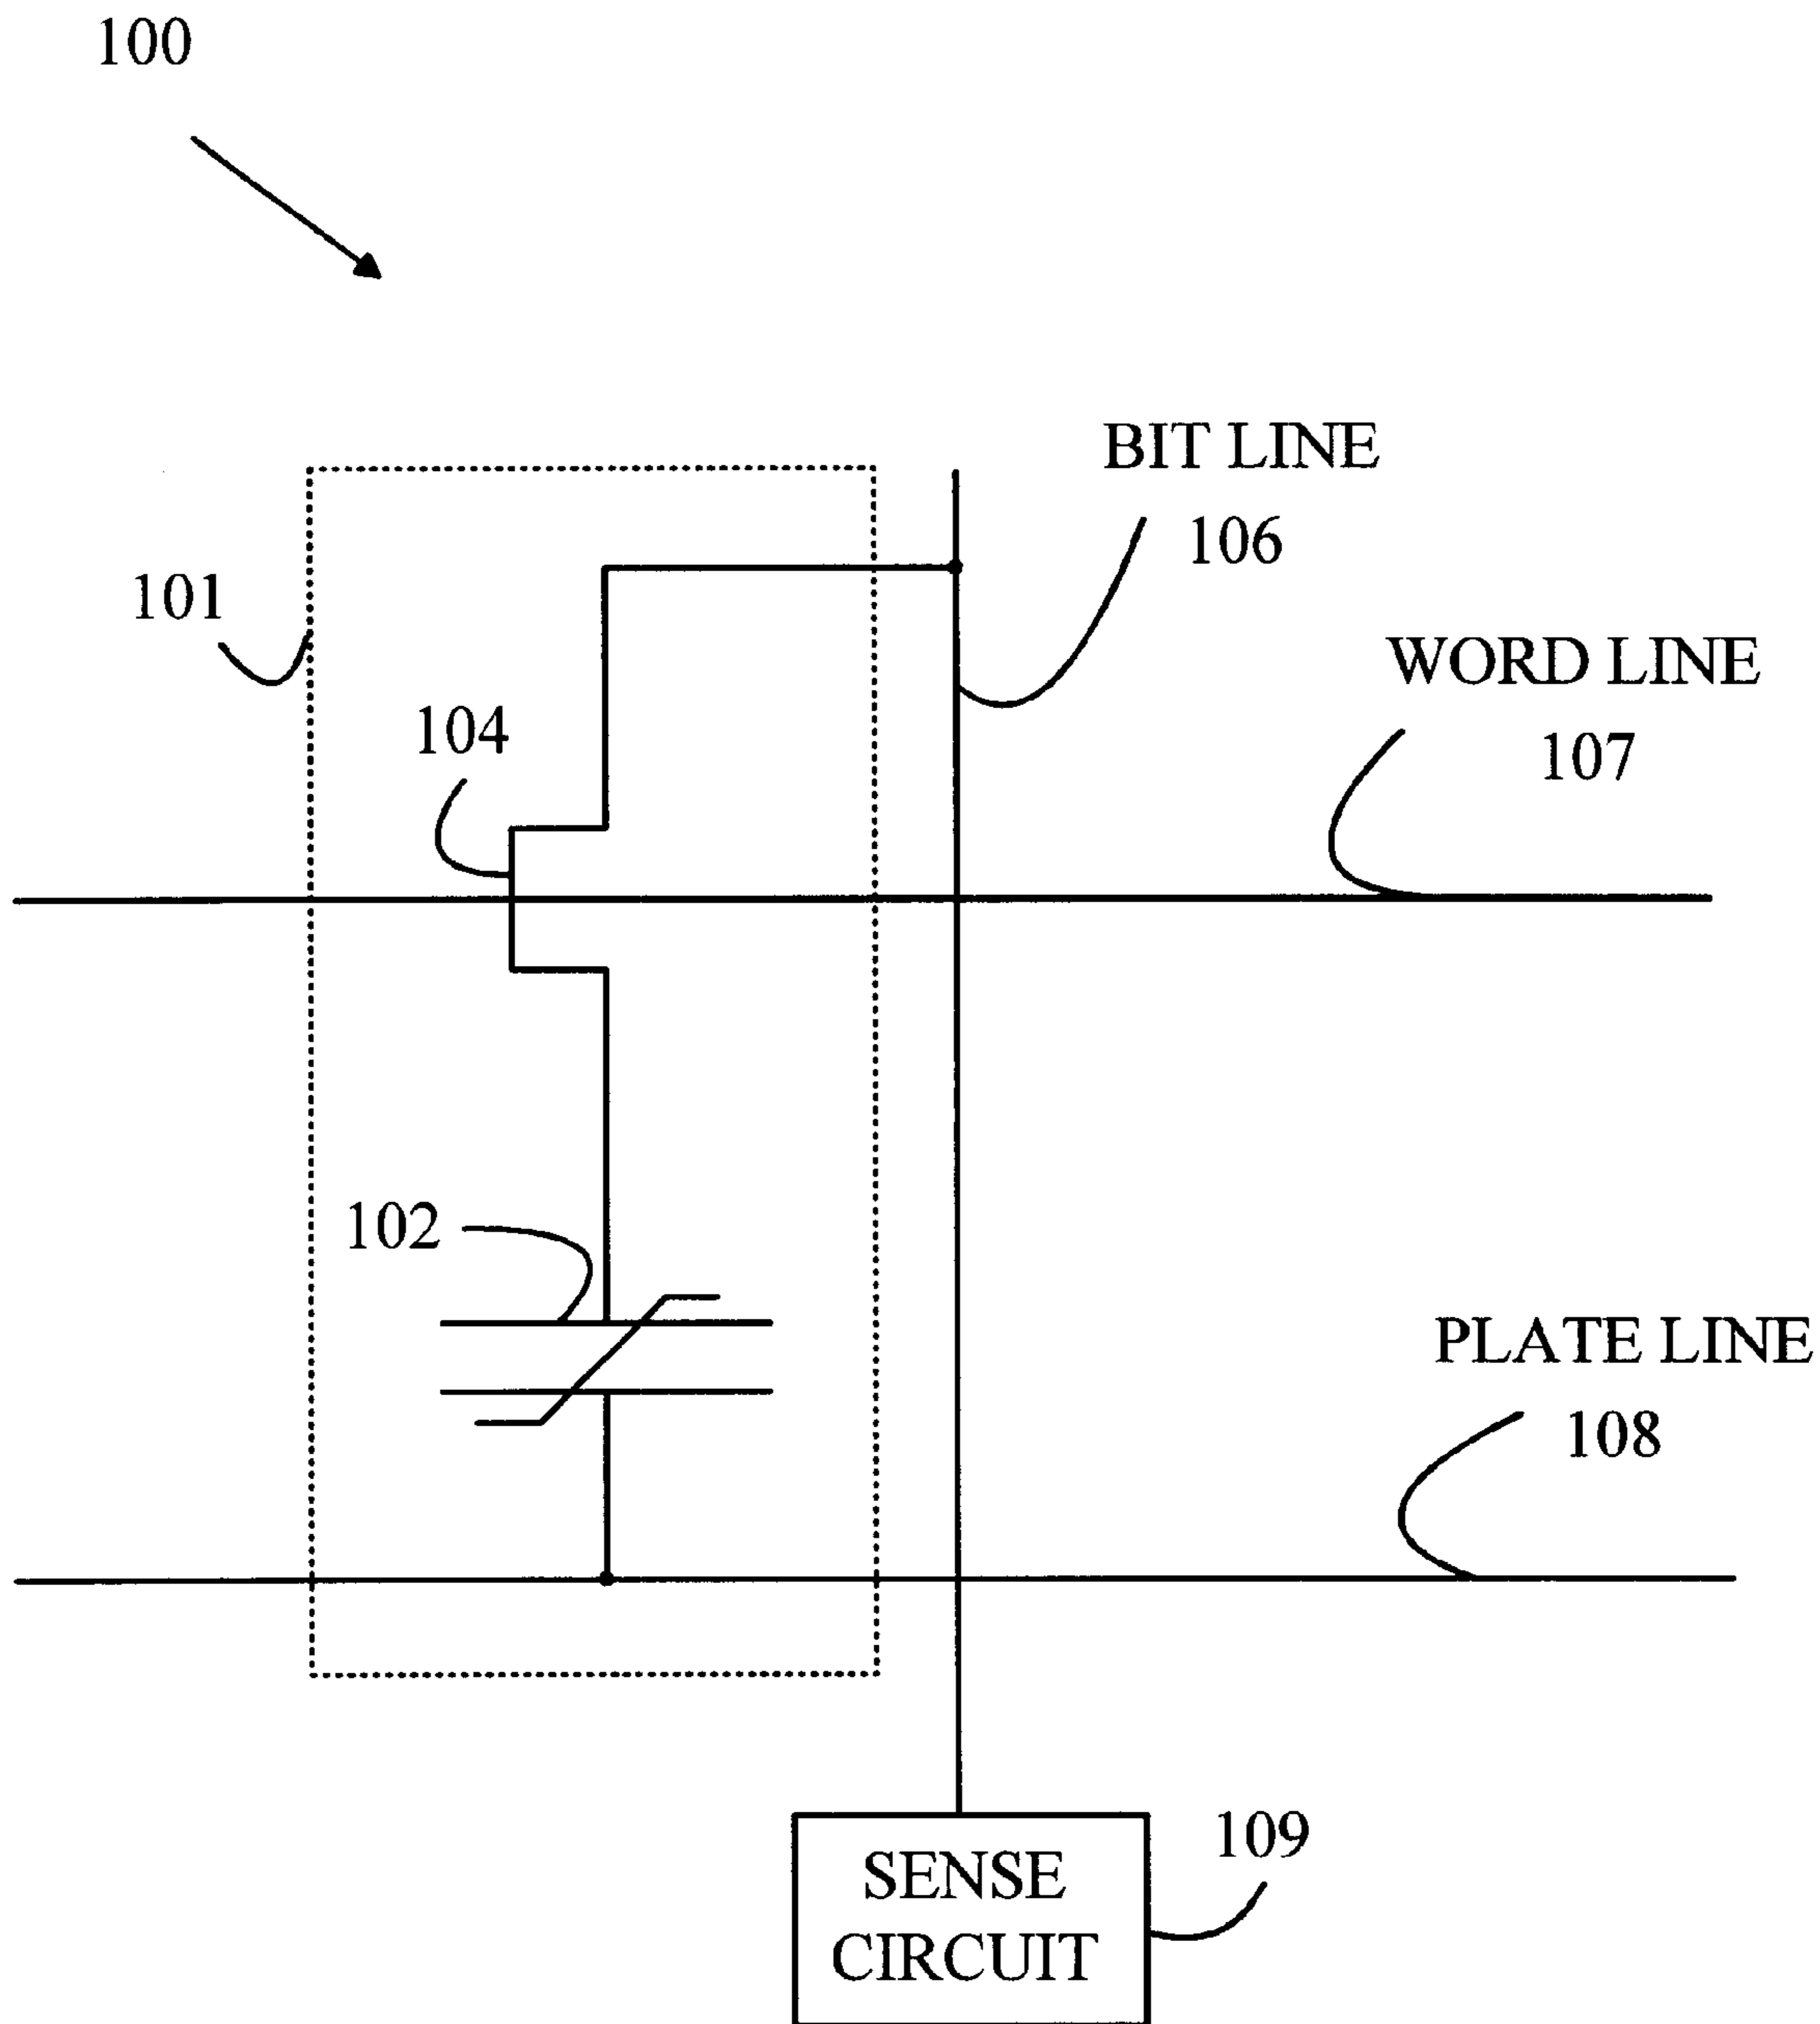 100
BIT LINE
106
101
WORD LINE
107
104
102
PLATE LINE
108
109
SENSE
CIRCUIT